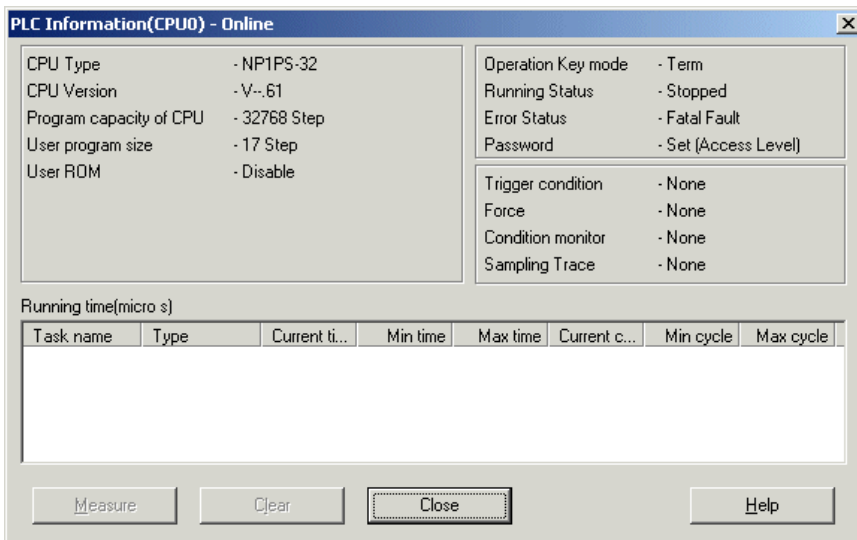 PLC Information(CPU0) - Online
CPU Type - NP1PS-32
CPU Version - V--.61
Program capacity of CPU - 32768 Step
User program size - 17 Step
User ROM - Disable
Operation Key mode - Term
Running Status - Stopped
Error Status - Fatal Fault
Password - Set (Access Level)
Trigger condition - None
Force - None
Condition monitor - None
Sampling Trace - None
Running time(micro s)
Task name Type Current ti... Min time Max time Current c... Min cycle Max cycle
Measure Clear Close Help